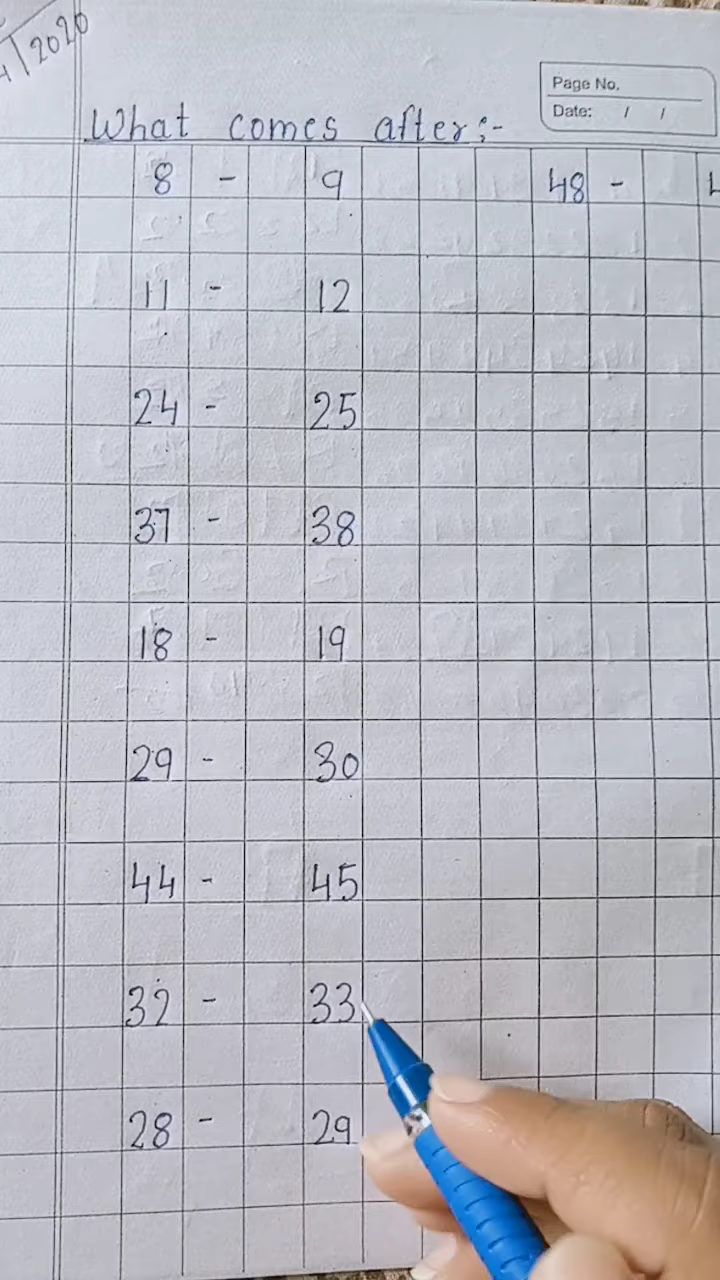 /2020
Page No.
Date: / /
What comes after:-
8 - 9 48 -
11 - 12
24 - 25
37 - 38
18 - 19
29 - 30
44 - 45
32 - 33
28 - 29